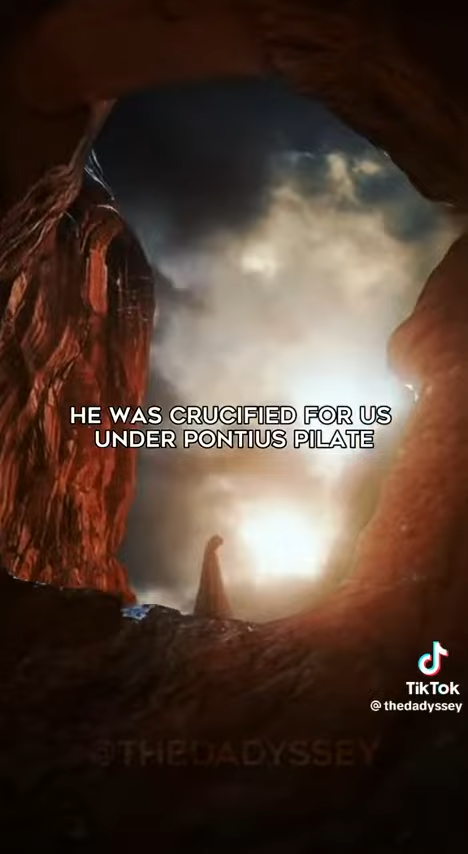 HE WAS CRUCIFIED FOR US
UNDER PONTIUS PILATE
TikTok
@thedadyssey
@THEDADYSSEY